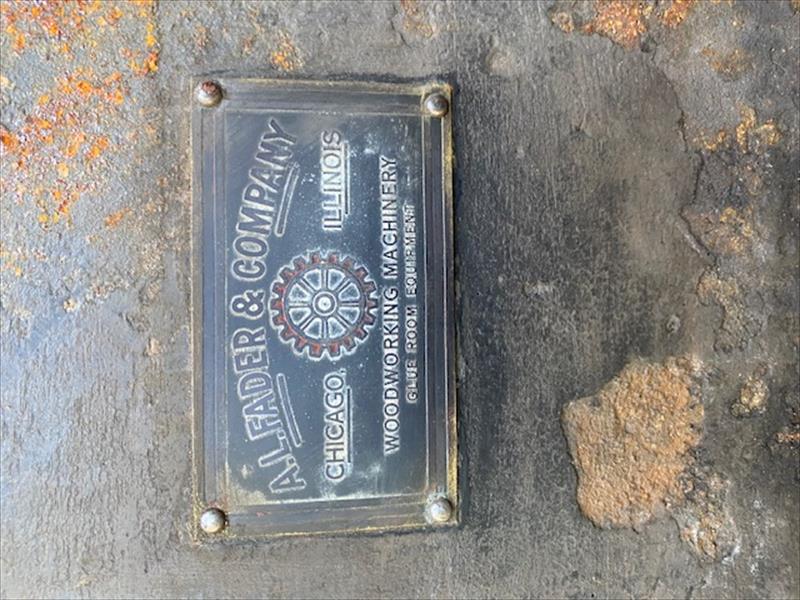 A.L. FADER & COMPANY
CHICAGO, ILLINOIS
WOODWORKING MACHINERY
GLUE ROOM EQUIPMENT